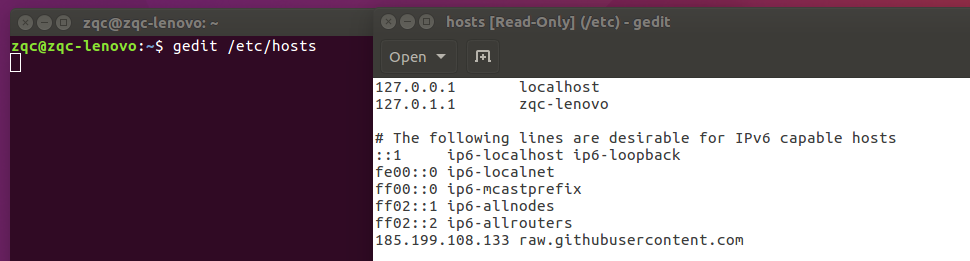 zqc@zqc-lenovo: ~
zqc@zqc-lenovo:~$ gedit /etc/hosts
hosts [Read-Only] (/etc) - gedit
Open
127.0.0.1 localhost
127.0.1.1 zqc-lenovo
# The following lines are desirable for IPv6 capable hosts
::1 ip6-localhost ip6-loopback
fe00::0 ip6-localnet
ff00::0 ip6-mcastprefix
ff02::1 ip6-allnodes
ff02::2 ip6-allrouters
185.199.108.133 raw.githubusercontent.com